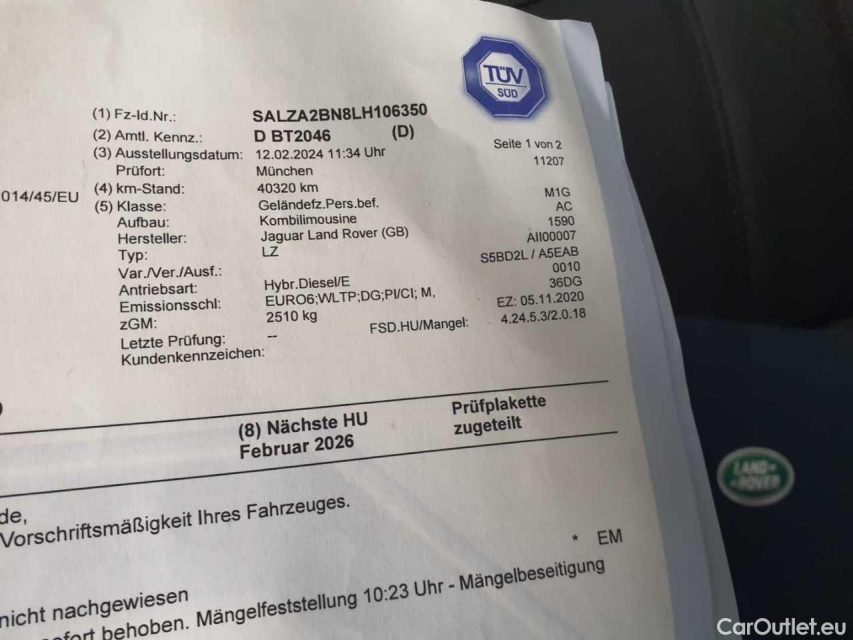 TÜV
SÜD
(1) Fz-Id.Nr.: SALZA2BN8LH106350
(2) Amtl. Kennz.: D BT2046 (D)
Seite 1 von 2
(3) Ausstellungsdatum: 12.02.2024 11:34 Uhr
11207
Prüfort: München
014/45/EU
(4) km-Stand: 40320 km
M1G
(5) Klasse: Geländefz.Pers.bef.
AC
Aufbau: Kombilimousine
1590
Hersteller: Jaguar Land Rover (GB)
AII00007
Typ: LZ
S5BD2L / A5EAB
Var./Ver./Ausf.:
0010
Antriebsart: Hybr.Diesel/E
36DG
Emissionsschl: EURO6;WLTP;DG;PI/CI; M,
EZ: 05.11.2020
zGM: 2510 kg
FSD.HU/Mangel: 4.24.5.3/2.0.18
Letzte Prüfung: --
Kundenkennzeichen:
(8) Nächste HU
Februar 2026
Prüfplakette
zugeteilt
de,
Vorschriftsmäßigkeit Ihres Fahrzeuges.
* EM
nicht nachgewiesen
ofort behoben. Mängelfeststellung 10:23 Uhr - Mängelbeseitigung
LAND-
-ROVER
CarOutlet.eu